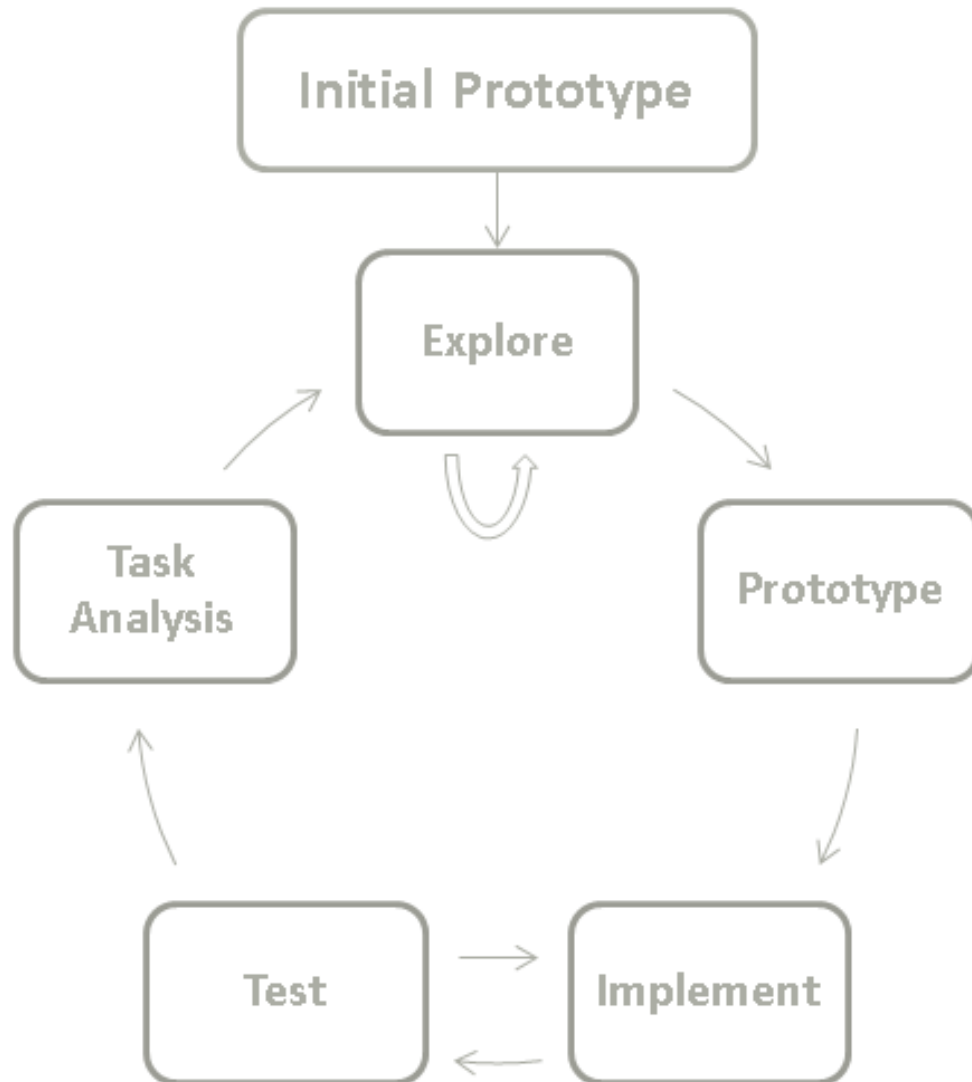 Initial Prototype
Explore
Task
Analysis
Prototype
Test
Implement